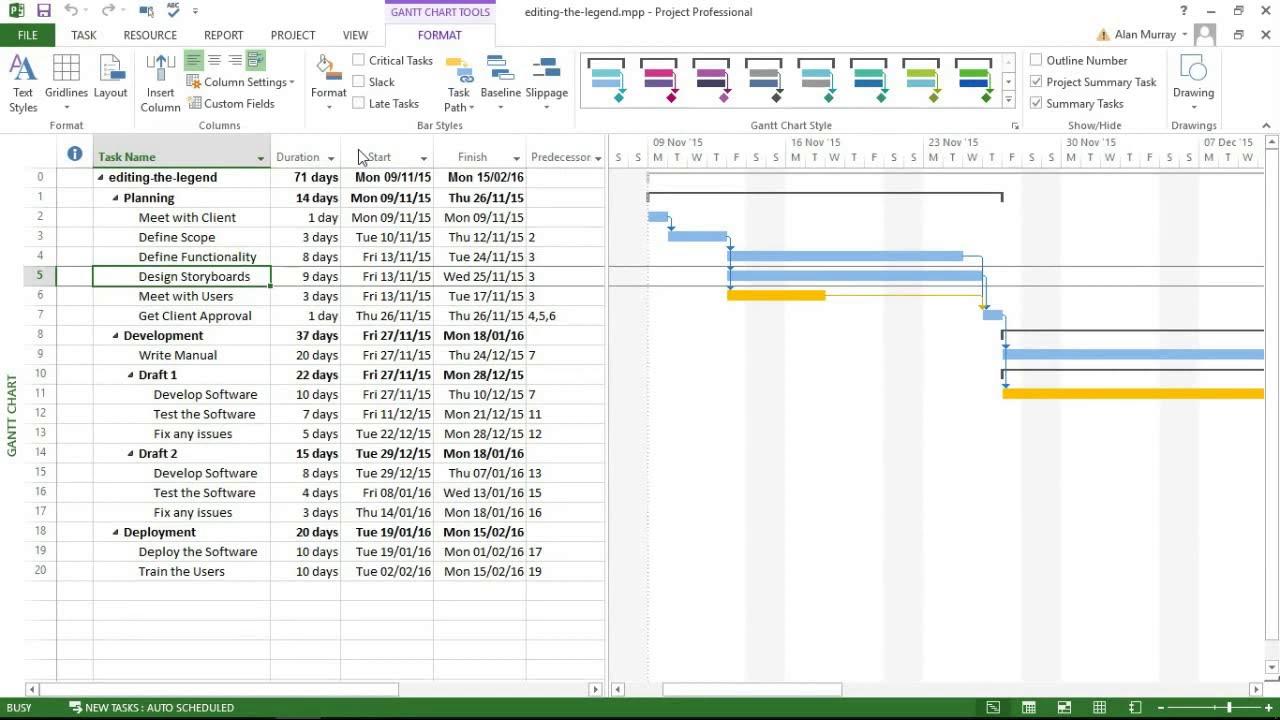 GANTT CHART TOOLS
editing-the-legend.mpp - Project Professional
FILE TASK RESOURCE REPORT PROJECT VIEW FORMAT Alan Murray
Text Styles
Gridlines
Layout
Format
Insert Column
Column Settings
Custom Fields
Columns
Format
Critical Tasks
Slack
Late Tasks
Task Path
Baseline
Slippage
Bar Styles
Gantt Chart Style
Outline Number
Project Summary Task
Summary Tasks
Show/Hide
Drawing
Drawings
Task Name Duration Start Finish Predecessor
09 Nov '15 16 Nov '15 23 Nov '15 30 Nov '15 07 Dec '15
S S M T W T F S S M T W T F S S M T W T F S S M T W T F S S M T W
0 editing-the-legend 71 days Mon 09/11/15 Mon 15/02/16
1 Planning 14 days Mon 09/11/15 Thu 26/11/15
2 Meet with Client 1 day Mon 09/11/15 Mon 09/11/15
3 Define Scope 3 days Tue 10/11/15 Thu 12/11/15 2
4 Define Functionality 8 days Fri 13/11/15 Tue 24/11/15 3
5 Design Storyboards 9 days Fri 13/11/15 Wed 25/11/15 3
6 Meet with Users 3 days Fri 13/11/15 Tue 17/11/15 3
7 Get Client Approval 1 day Thu 26/11/15 Thu 26/11/15 4,5,6
8 Development 37 days Fri 27/11/15 Mon 18/01/16
9 Write Manual 20 days Fri 27/11/15 Thu 24/12/15 7
10 Draft 1 22 days Fri 27/11/15 Mon 28/12/15
11 Develop Software 10 days Fri 27/11/15 Thu 10/12/15 7
12 Test the Software 7 days Fri 11/12/15 Mon 21/12/15 11
13 Fix any issues 5 days Tue 22/12/15 Mon 28/12/15 12
14 Draft 2 15 days Tue 29/12/15 Mon 18/01/16
15 Develop Software 8 days Tue 29/12/15 Thu 07/01/16 13
16 Test the Software 4 days Fri 08/01/16 Wed 13/01/16 15
17 Fix any issues 3 days Thu 14/01/16 Mon 18/01/16 16
18 Deployment 20 days Tue 19/01/16 Mon 15/02/16
19 Deploy the Software 10 days Tue 19/01/16 Mon 01/02/16 17
20 Train the Users 10 days Tue 02/02/16 Mon 15/02/16 19
GANTT CHART
BUSY NEW TASKS : AUTO SCHEDULED